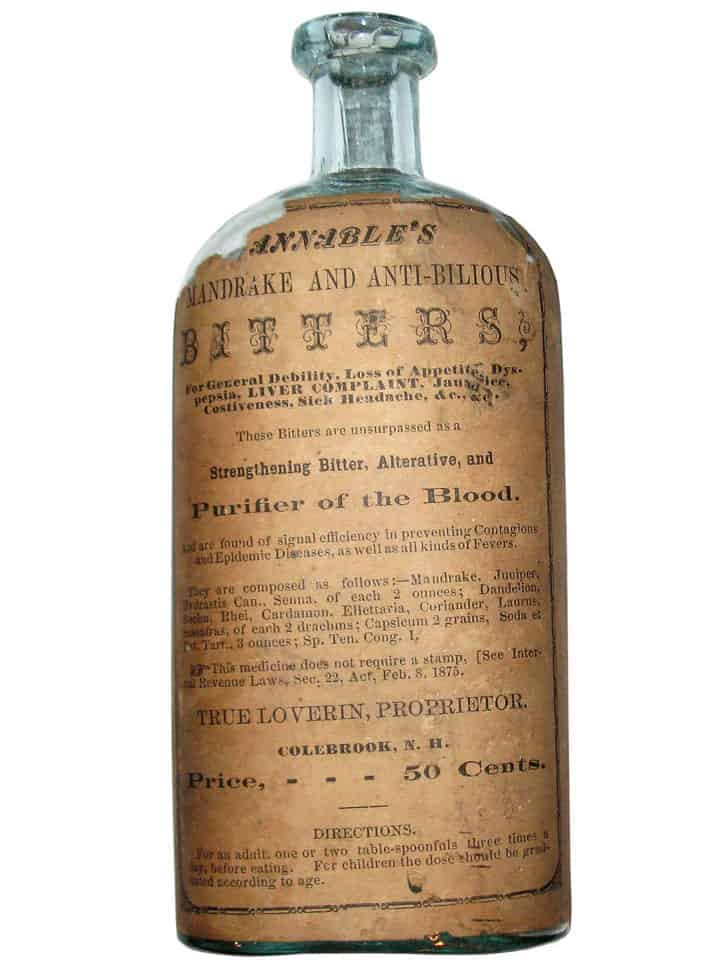 ANNABLE'S
MANDRAKE AND ANTI-BILIOUS
BITTERS,
For General Debility, Loss of Appetite, Dys-
pepsia, LIVER COMPLAINT, Jaundice,
Costiveness, Sick Headache, &c., &c.
These Bitters are unsurpassed as a
Strengthening Bitter, Alterative, and
Purifier of the Blood.
and are found of signal efficiency in preventing Contagions
and Epidemic Diseases, as well as all kinds of Fevers.
They are composed as follows:—Mandrake, Juniper,
Hydrastis Can., Senna, of each 2 ounces; Dandelion,
Rhei, Cardamon, Ellettaria, Coriander, Laurus,
Sassafras, of each 2 drachms; Capsicum 2 grains, Soda et
Pot. Tart., 3 ounces; Sp. Ten. Cong. I,
☞This medicine does not require a stamp, [See Inter-
nal Revenue Laws, Sec. 22, Act, Feb. 8, 1875.
TRUE LOVERIN, PROPRIETOR.
COLEBROOK, N. H.
Price, - - - 50 Cents.
DIRECTIONS.
For an adult, one or two table-spoonfuls three times a
day, before eating. For children the dose should be grad-
uated according to age.